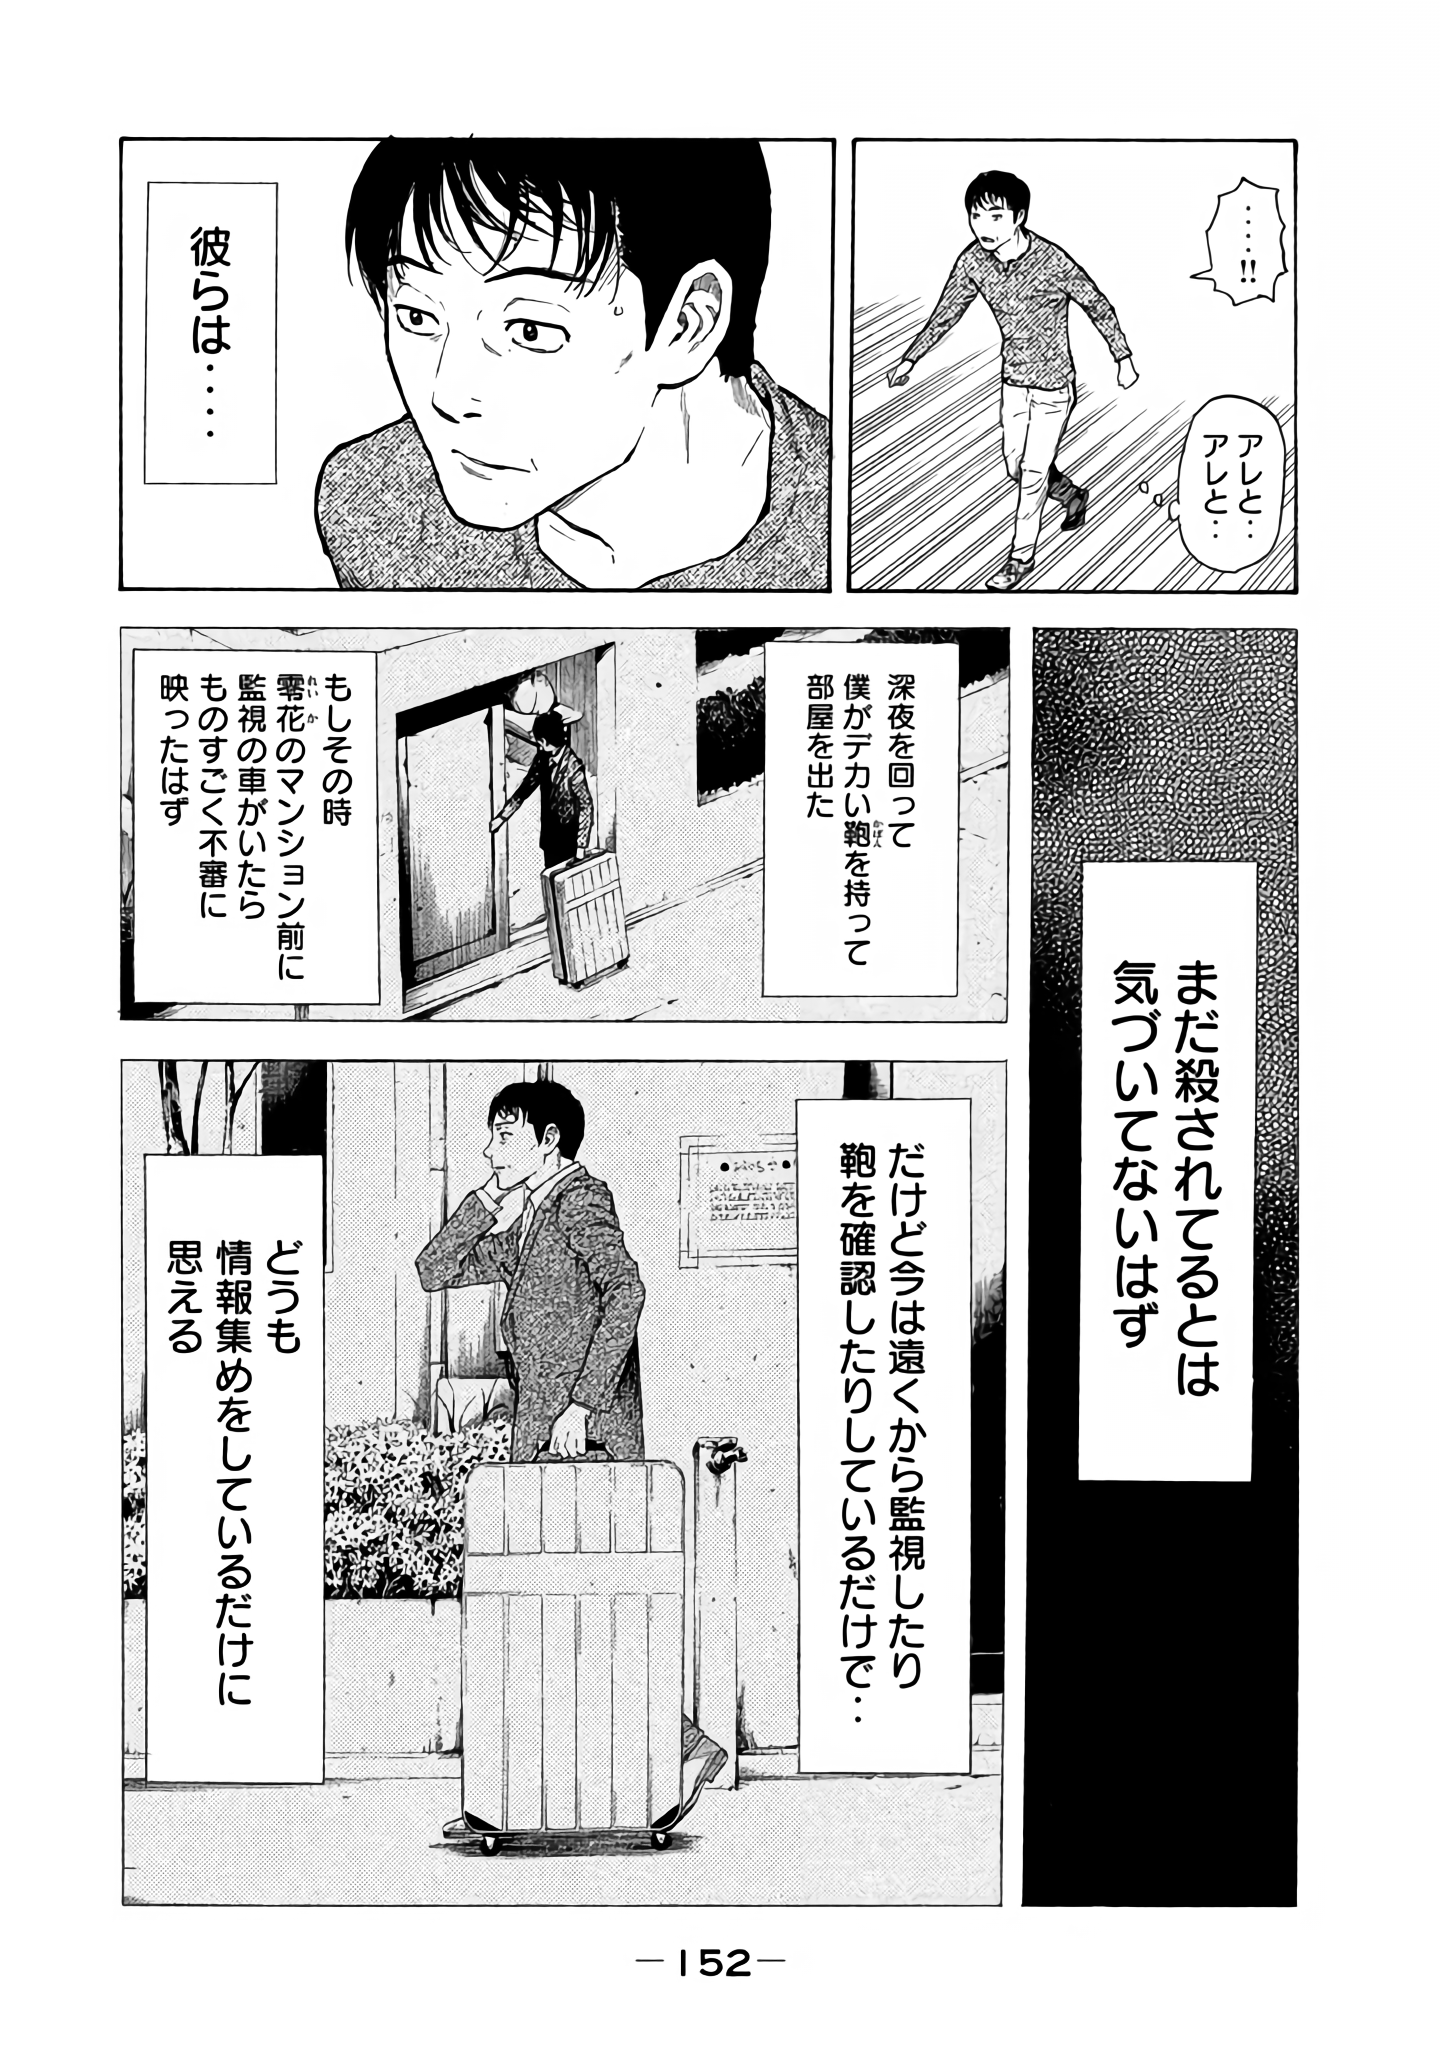 ‥‥!!
アレと‥
アレと‥
彼らは‥‥
まだ殺されてるとは
気づいてないはず
深夜を回って
僕がデカい鞄を持って
かばん
部屋を出た
もしその時
零花のマンション前に
れいか
監視の車がいたら
ものすごく不審に
映ったはず
だけど今は遠くから監視したり
鞄を確認したりしているだけで‥
どうも
情報集めをしているだけに
思える
―152―